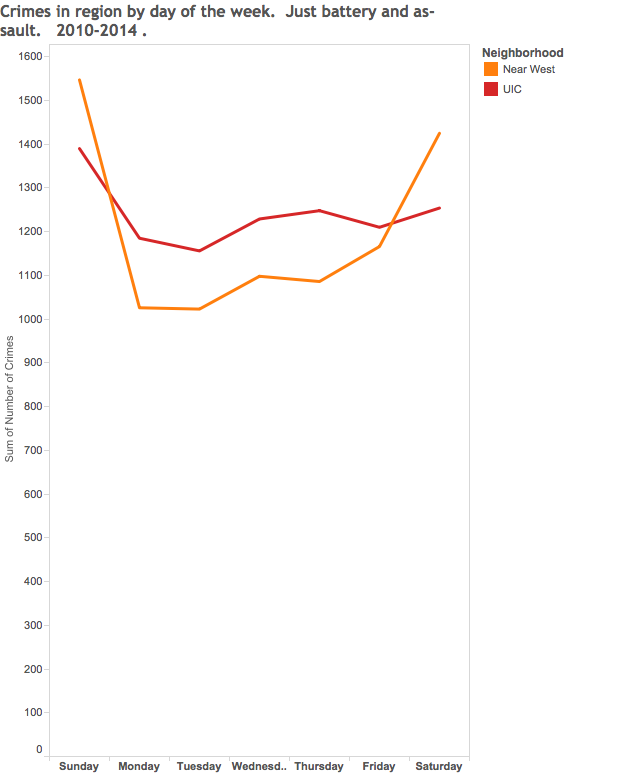 Crimes in region by day of the week.  Just battery and as-
sault.   2010-2014 .
Neighborhood
Near West
UIC
1600
1500
1400
1300
1200
1100
1000
900
800
700
600
500
400
300
200
100
0
Sum of Number of Crimes
Sunday Monday Tuesday Wednesd.. Thursday Friday Saturday